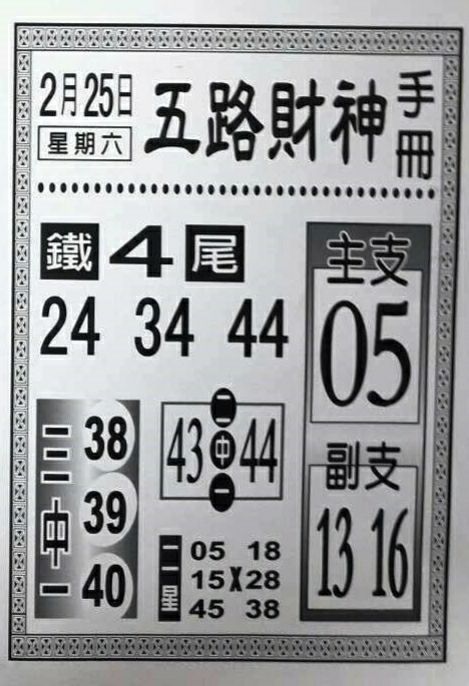 2月25日
星期六
五路財神
手冊
鐵4尾
24 34 44
主支
05
三中一
38
39
40
二中一
43 44
副支
13 16
二星
05 18
15 X 28
45 38